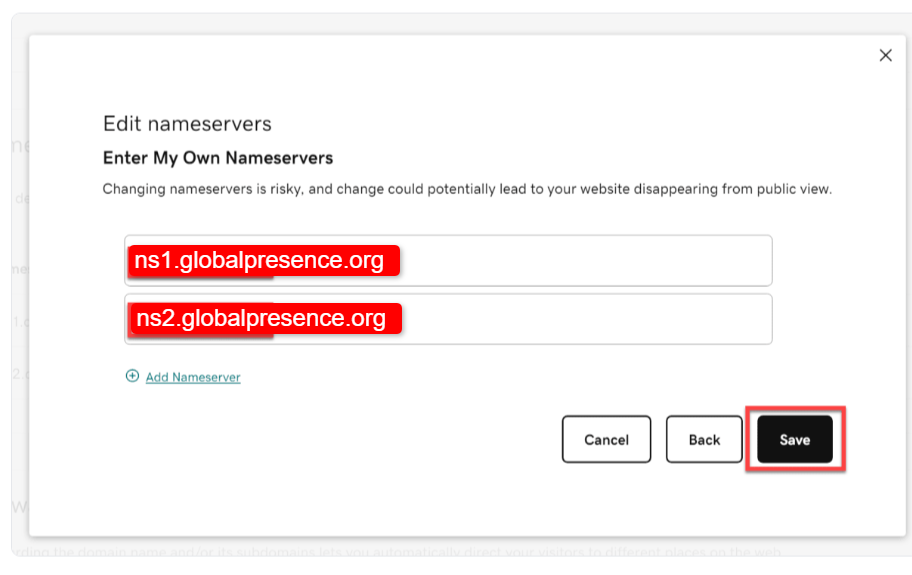 Edit nameservers
Enter My Own Nameservers
Changing nameservers is risky, and change could potentially lead to your website disappearing from public view.
ns1.globalpresence.org
ns2.globalpresence.org
Add Nameserver
Cancel
Back
Save
rding the domain name and/or its subdomains lets you automatically direct your visitors to different places on the web